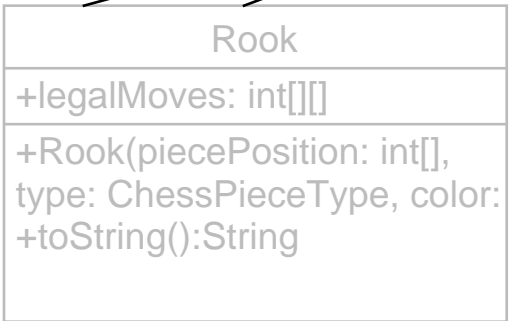 Rook
+legalMoves: int[][]
+Rook(piecePosition: int[],
type: ChessPieceType, color:
+toString():String